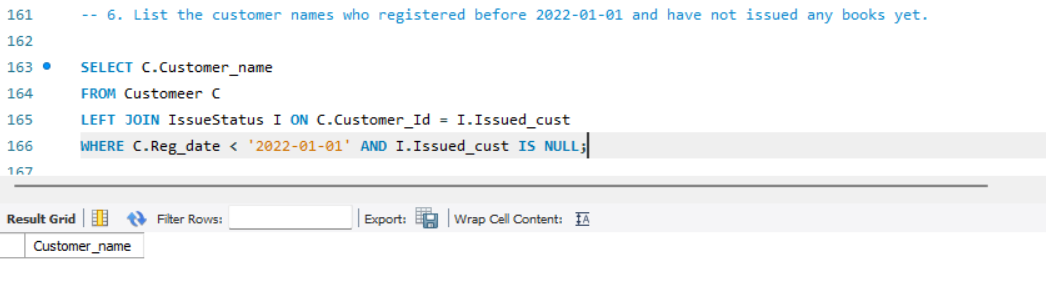 161 -- 6. List the customer names who registered before 2022-01-01 and have not issued any books yet.
162
163 SELECT C.Customer_name
164 FROM Customeer C
165 LEFT JOIN IssueStatus I ON C.Customer_Id = I.Issued_cust
166 WHERE C.Reg_date < '2022-01-01' AND I.Issued_cust IS NULL;
167
Result Grid Filter Rows: Export: Wrap Cell Content: IA
Customer_name